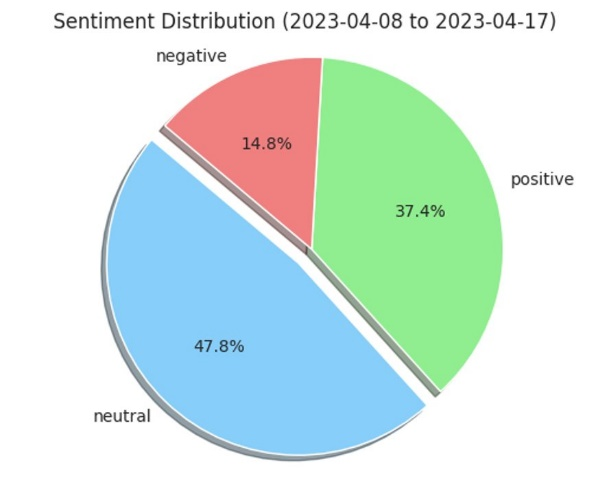 Sentiment Distribution (2023-04-08 to 2023-04-17)
negative
14.8%
positive
37.4%
47.8%
neutral